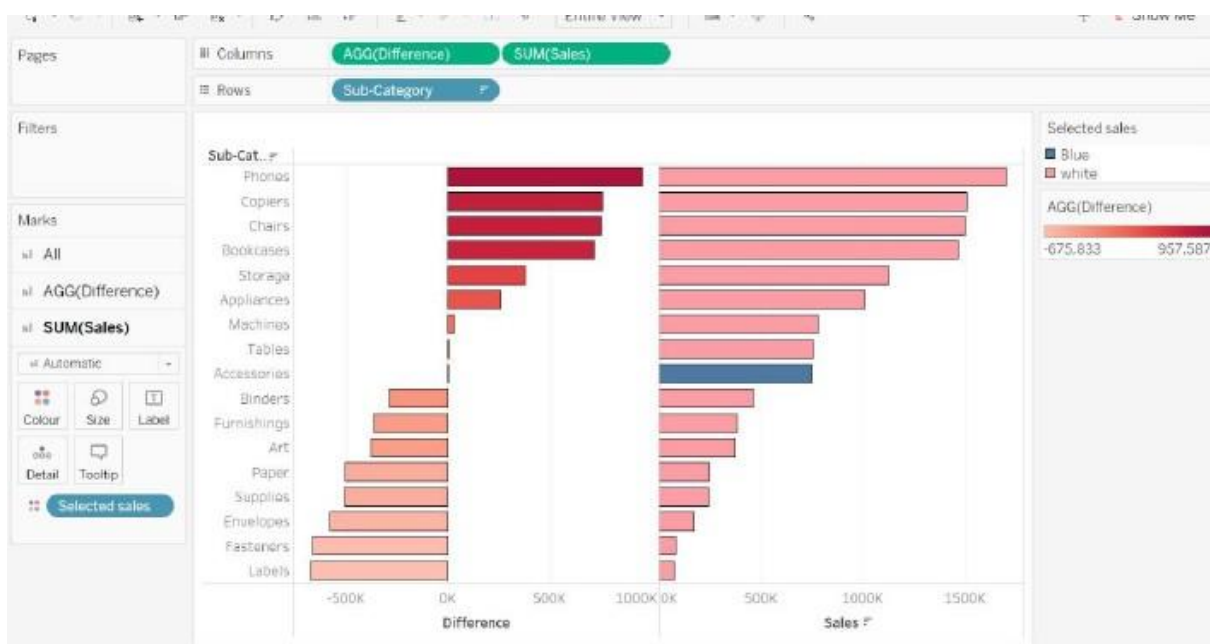 Entire View
Show Me
Pages
Columns
AGG(Difference)
SUM(Sales)
Rows
Sub-Category
Filters
Marks
All
AGG(Difference)
SUM(Sales)
Automatic
Colour
Size
Label
Detail
Tooltip
Selected sales
Sub-Cat..
Phones
Copiers
Chairs
Bookcases
Storage
Appliances
Machines
Tables
Accessories
Binders
Furnishings
Art
Paper
Supplies
Envelopes
Fasteners
Labels
-500K 0K 500K 1000K 0K 500K 1000K 1500K
Difference
Sales
Selected sales
Blue
white
AGG(Difference)
-675,833 957,587